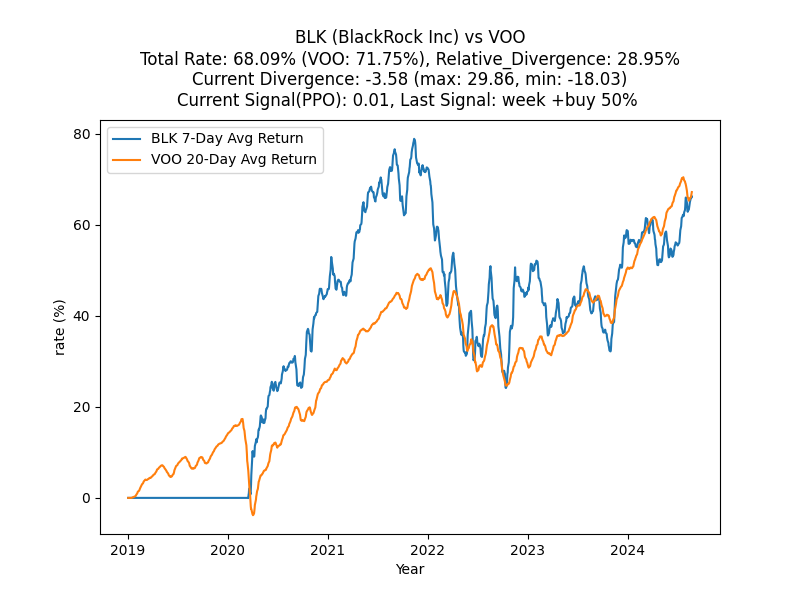 BLK (BlackRock Inc) vs VOO
Total Rate: 68.09% (VOO: 71.75%), Relative_Divergence: 28.95%
Current Divergence: -3.58 (max: 29.86, min: -18.03)
Current Signal(PPO): 0.01, Last Signal: week +buy 50%
BLK 7-Day Avg Return
VOO 20-Day Avg Return
80
60
40
20
0
rate (%)
2019 2020 2021 2022 2023 2024
Year